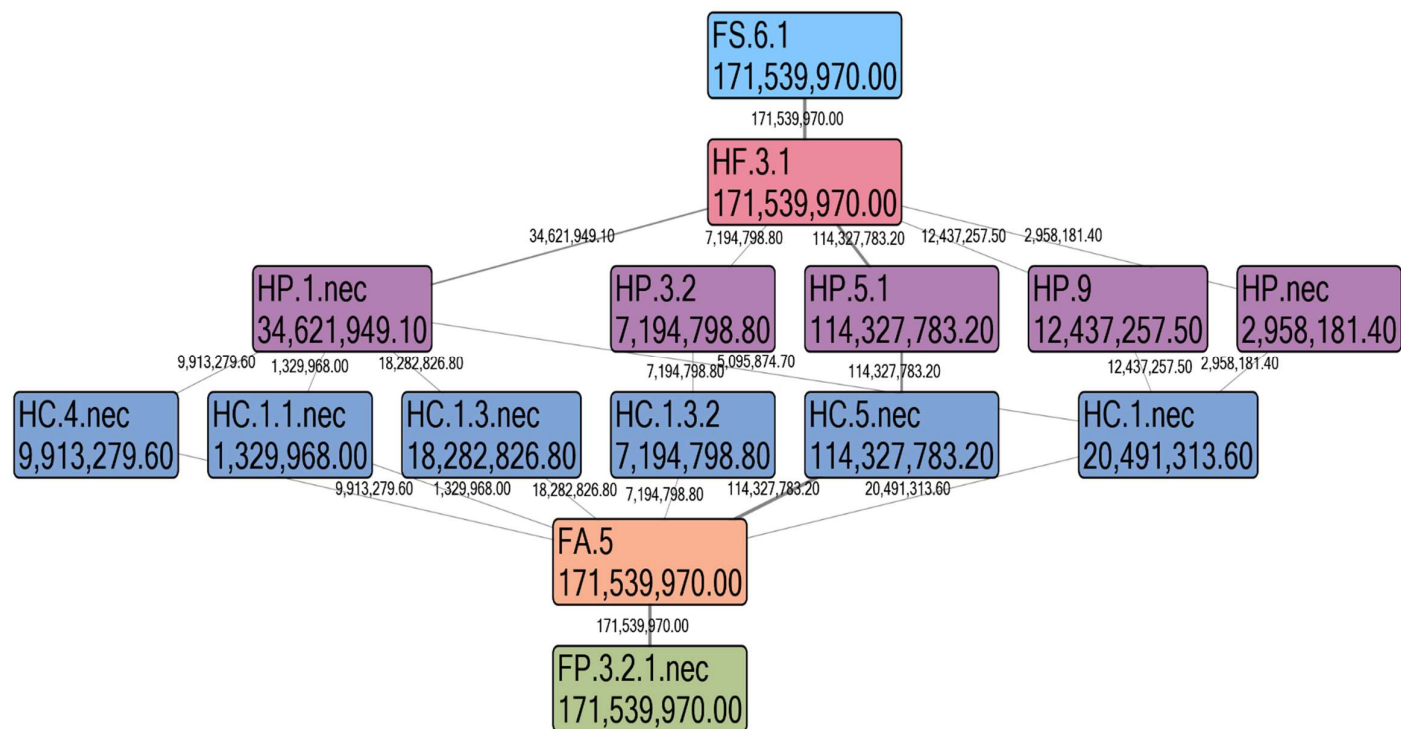 FS.6.1
171,539,970.00
171,539,970.00
HF.3.1
171,539,970.00
34,621,949.10
7,194,798.80
114,327,783.20
12,437,257.50
2,958,181.40
HP.1.nec
34,621,949.10
HP.3.2
7,194,798.80
HP.5.1
114,327,783.20
HP.9
12,437,257.50
HP.nec
2,958,181.40
9,913,279.60
1,329,968.00
18,282,826.80
7,194,798.80
5,095,874.70
114,327,783.20
12,437,257.50
2,958,181.40
HC.4.nec
9,913,279.60
HC.1.1.nec
1,329,968.00
HC.1.3.nec
18,282,826.80
HC.1.3.2
7,194,798.80
HC.5.nec
114,327,783.20
HC.1.nec
20,491,313.60
9,913,279.60
1,329,968.00
18,282,826.80
7,194,798.80
114,327,783.20
20,491,313.60
FA.5
171,539,970.00
171,539,970.00
FP.3.2.1.nec
171,539,970.00